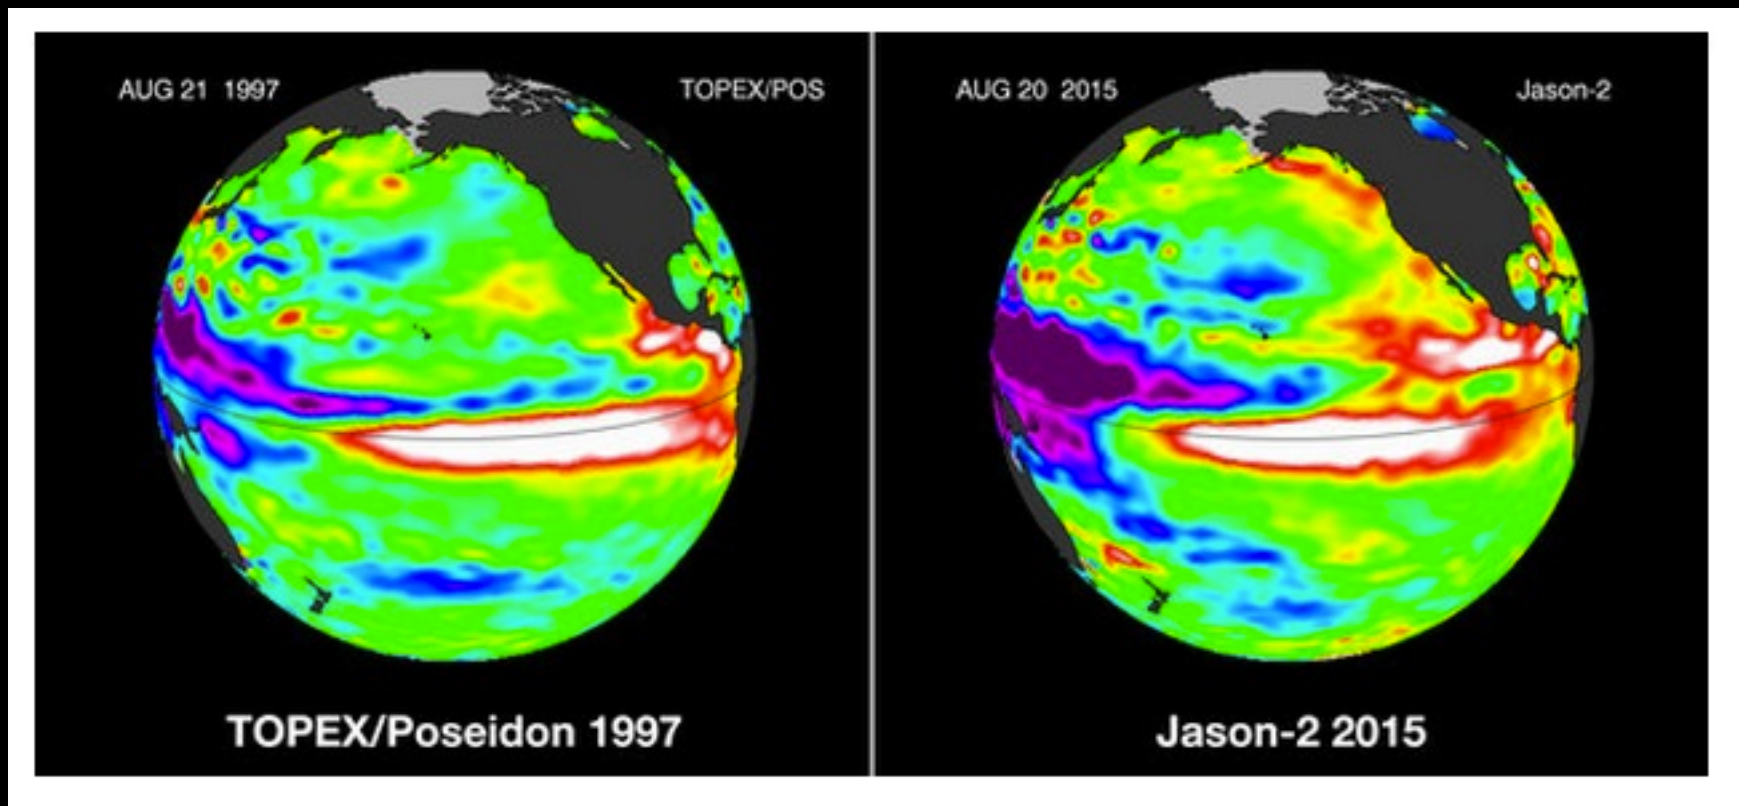 AUG 21 1997
TOPEX/POS
TOPEX/Poseidon 1997
AUG 20 2015
Jason-2
Jason-2 2015